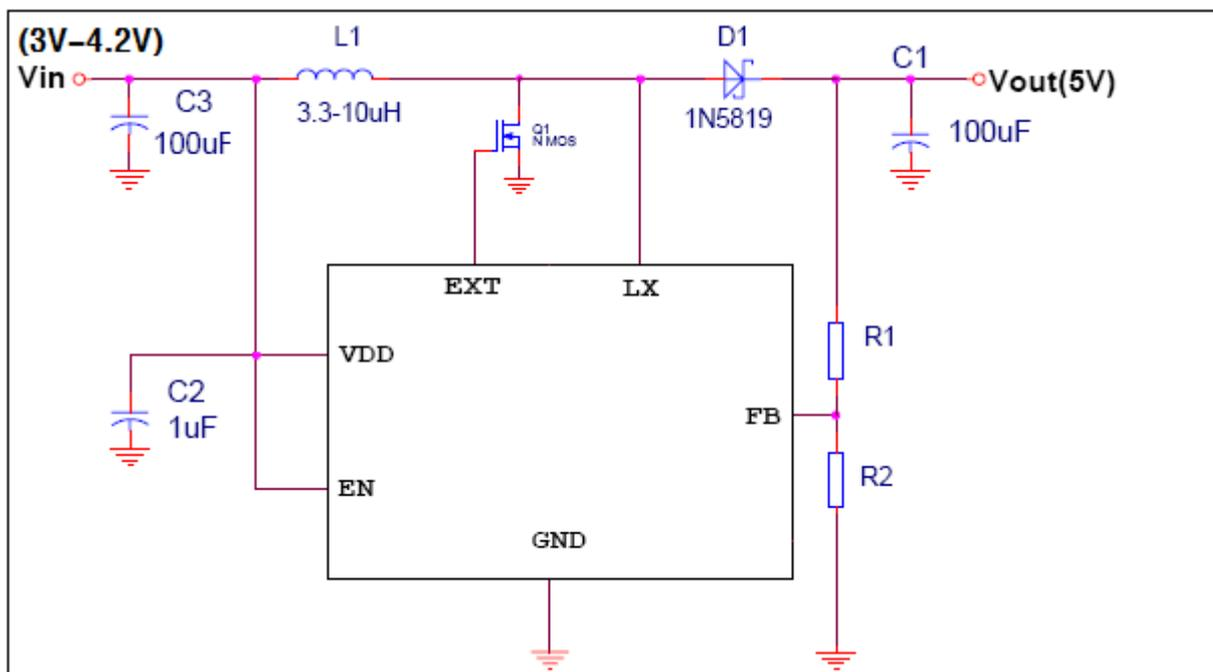 (3V-4.2V)
Vin
L1
D1
C1
Vout(5V)
C3
100uF
3.3-10uH
Q1
NMOS
1N5819
100uF
EXT
LX
VDD
R1
C2
1uF
FB
EN
R2
GND